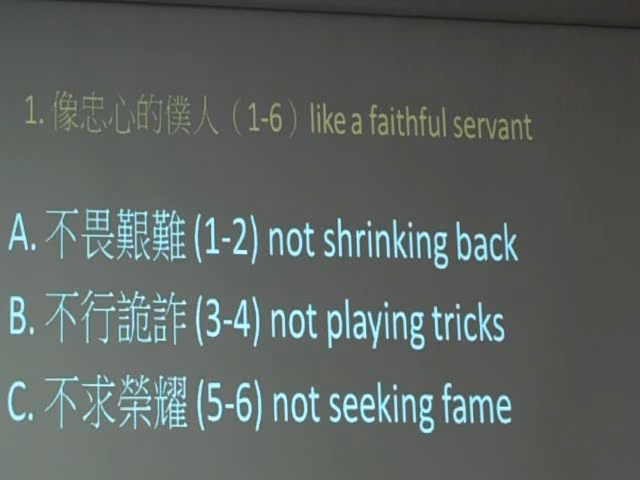 1. 像忠心的僕人（1-6）like a faithful servant
A. 不畏艱難 (1-2) not shrinking back
B. 不行詭詐 (3-4) not playing tricks
C. 不求榮耀 (5-6) not seeking fame